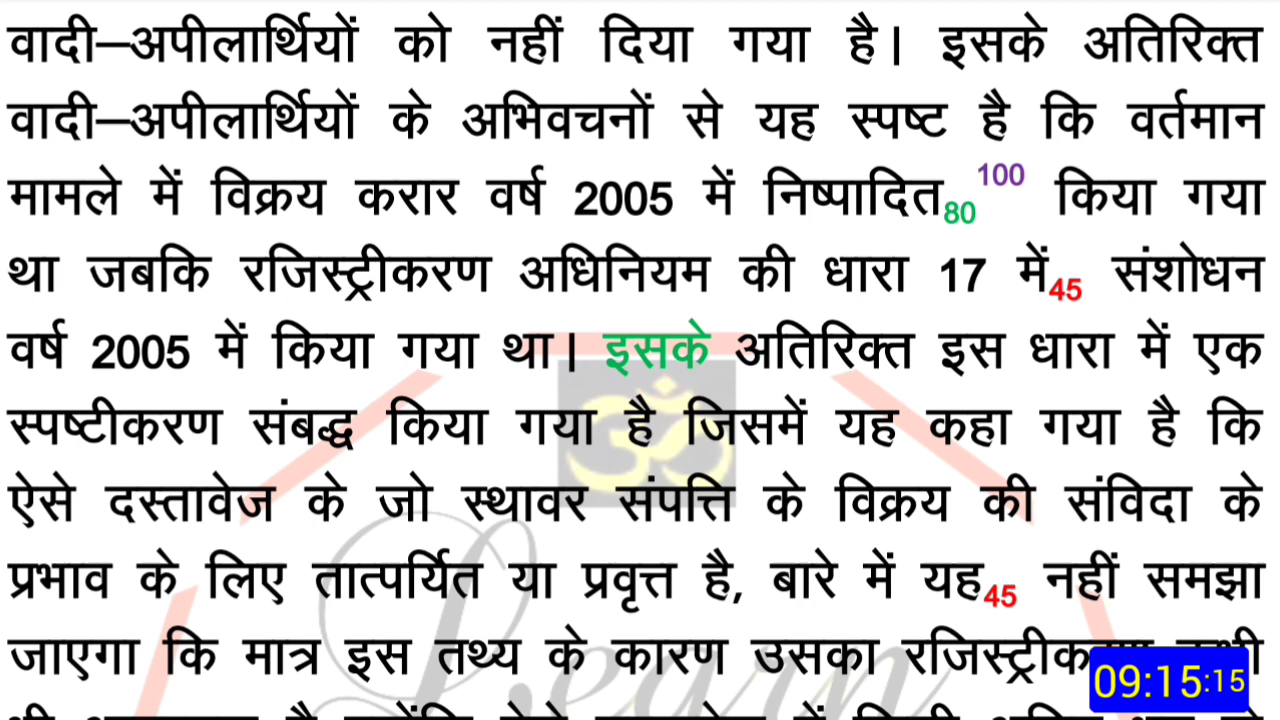 वादी–अपीलार्थियों को नहीं दिया गया है। इसके अतिरिक्त
वादी–अपीलार्थियों के अभिवचनों से यह स्पष्ट है कि वर्तमान
मामले में विक्रय करार वर्ष 2005 में निष्पादित80 100 किया गया
था जबकि रजिस्ट्रीकरण अधिनियम की धारा 17 में45 संशोधन
वर्ष 2005 में किया गया था। इसके अतिरिक्त इस धारा में एक
स्पष्टीकरण संबद्ध किया गया है जिसमें यह कहा गया है कि
ऐसे दस्तावेज के जो स्थावर संपत्ति के विक्रय की संविदा के
प्रभाव के लिए तात्पर्यित या प्रवृत्त है, बारे में यह45 नहीं समझा
जाएगा कि मात्र इस तथ्य के कारण उसका
09:15:15
ॐ
Learn